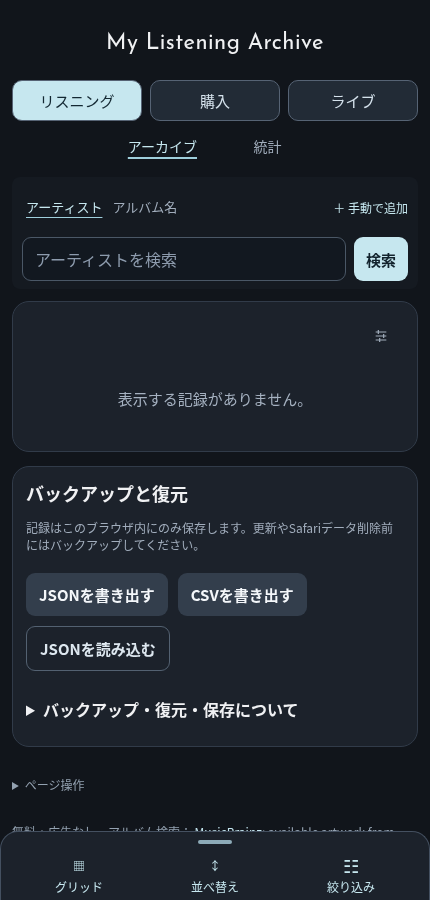 My Listening Archive
リスニング 購入 ライブ
アーカイブ 統計
アーティスト アルバム名 ＋ 手動で追加
アーティストを検索 検索
表示する記録がありません。
バックアップと復元
記録はこのブラウザ内にのみ保存します。更新やSafariデータ削除前
にはバックアップしてください。
JSONを書き出す CSVを書き出す
JSONを読み込む
▶ バックアップ・復元・保存について
▶ ページ操作
グリッド 並べ替え 絞り込み